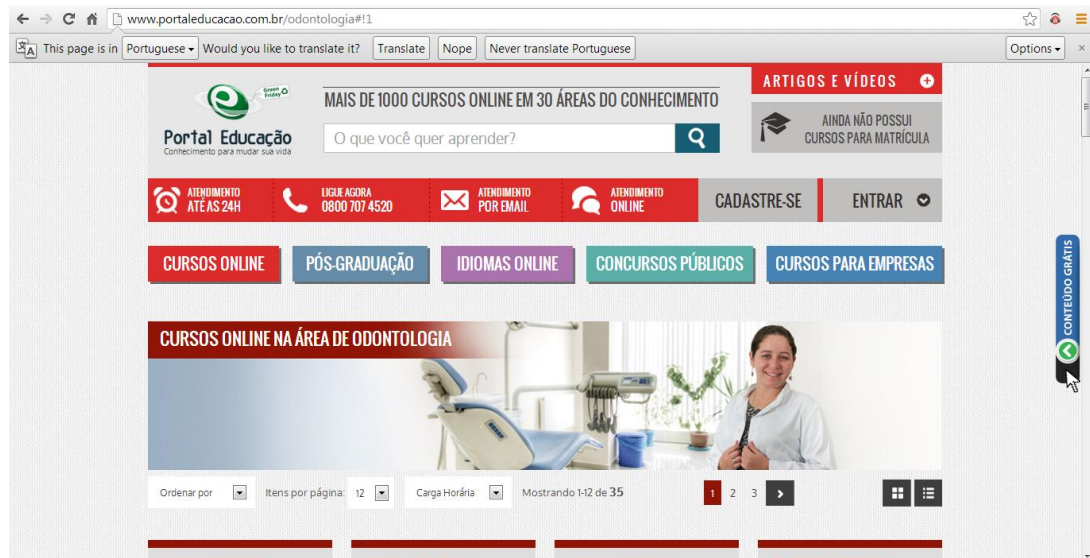 www.portaleducacao.com.br/odontologia#!1
This page is in Portuguese Would you like to translate it? Translate Nope Never translate Portuguese Options
Green Friday
Portal Educação
Conhecimento para mudar sua vida
MAIS DE 1000 CURSOS ONLINE EM 30 ÁREAS DO CONHECIMENTO
O que você quer aprender?
ARTIGOS E VÍDEOS
AINDA NÃO POSSUI
CURSOS PARA MATRÍCULA
ATENDIMENTO
ATÉ AS 24H
LIGUE AGORA
0800 707 4520
ATENDIMENTO
POR EMAIL
ATENDIMENTO
ONLINE
CADASTRE-SE
ENTRAR
CURSOS ONLINE
PÓS-GRADUAÇÃO
IDIOMAS ONLINE
CONCURSOS PÚBLICOS
CURSOS PARA EMPRESAS
CONTEÚDO GRÁTIS
CURSOS ONLINE NA ÁREA DE ODONTOLOGIA
Ordenar por Itens por página: 12 Carga Horária Mostrando 1-12 de 35 1 2 3